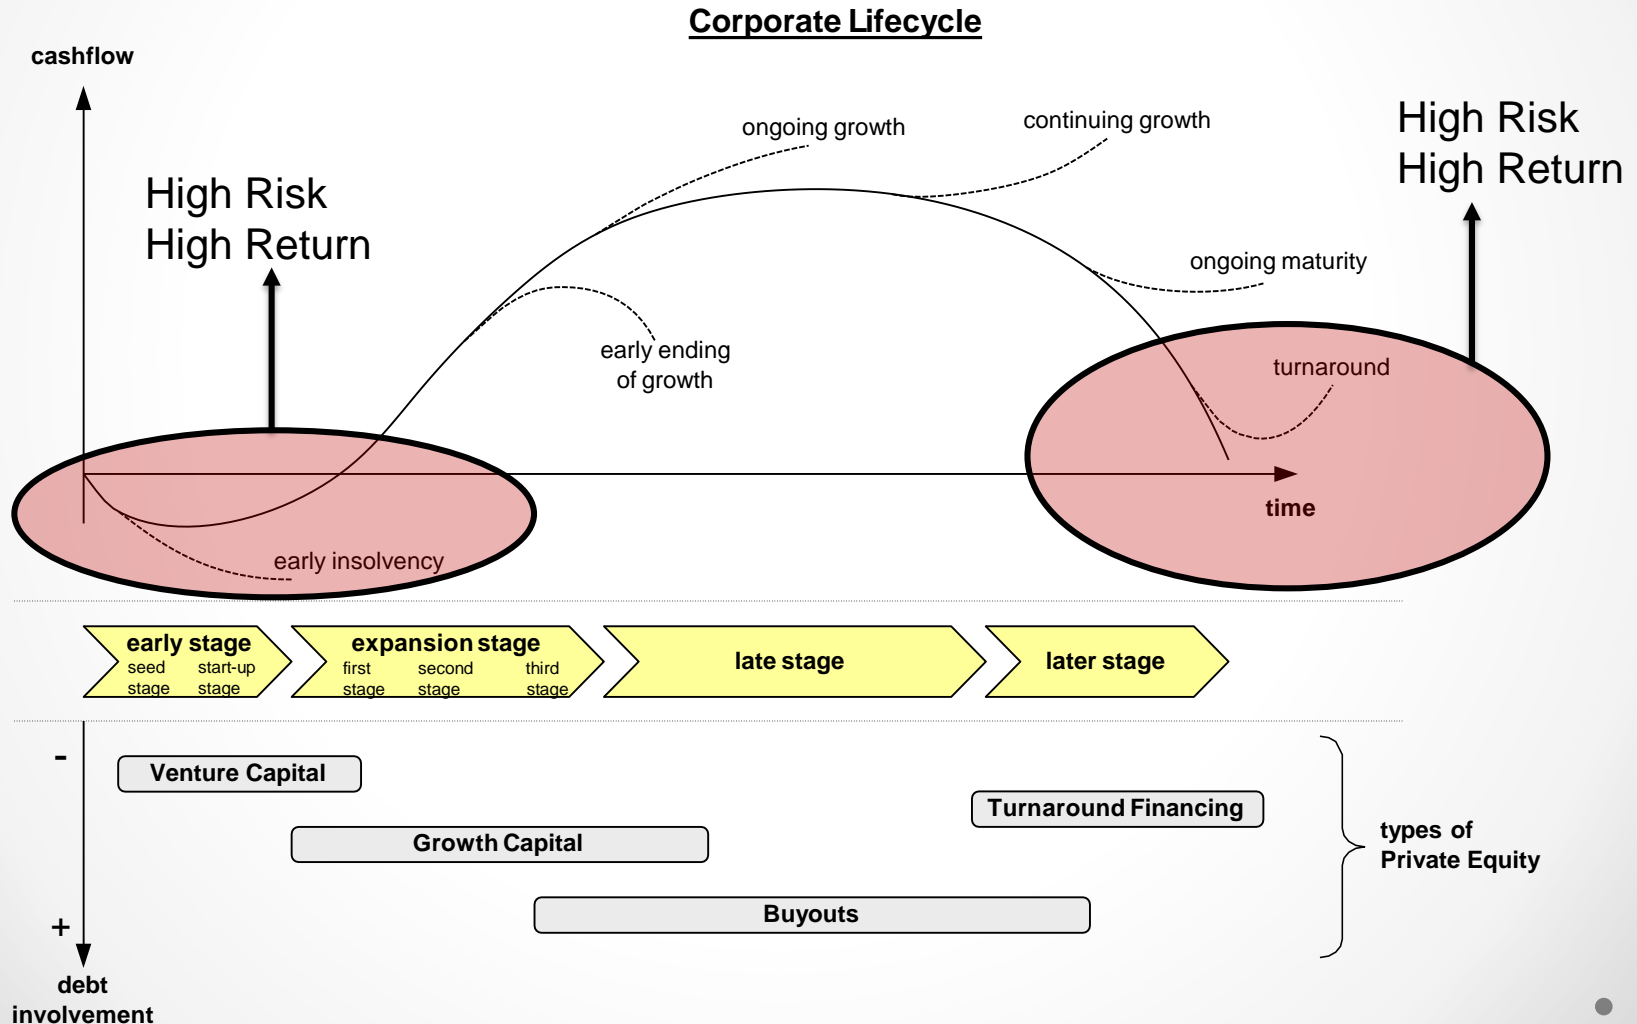 Corporate Lifecycle
cashflow
High Risk
High Return
ongoing growth
continuing growth
High Risk
High Return
ongoing maturity
early ending
of growth
turnaround
time
early insolvency
early stage
seed
stage
start-up
stage
expansion stage
first
stage
second
stage
third
stage
late stage
later stage
-
Venture Capital
Turnaround Financing
Growth Capital
types of
Private Equity
Buyouts
+
debt
involvement